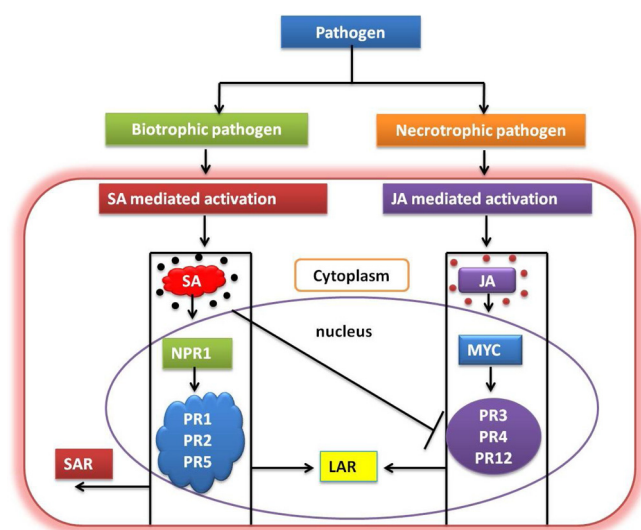 Pathogen
Biotrophic pathogen
Necrotrophic pathogen
SA mediated activation
JA mediated activation
SA
Cytoplasm
JA
nucleus
NPR1
MYC
PR1
PR2
PR5
PR3
PR4
PR12
SAR
LAR